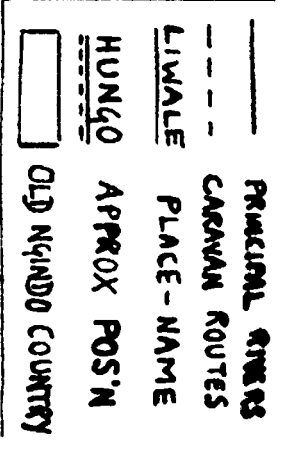 PRINCIPAL RIVERS
CARAVAN ROUTES
LIWALE PLACE-NAME
HUNGO APPROX POS'N
OLD NGINDO COUNTRY